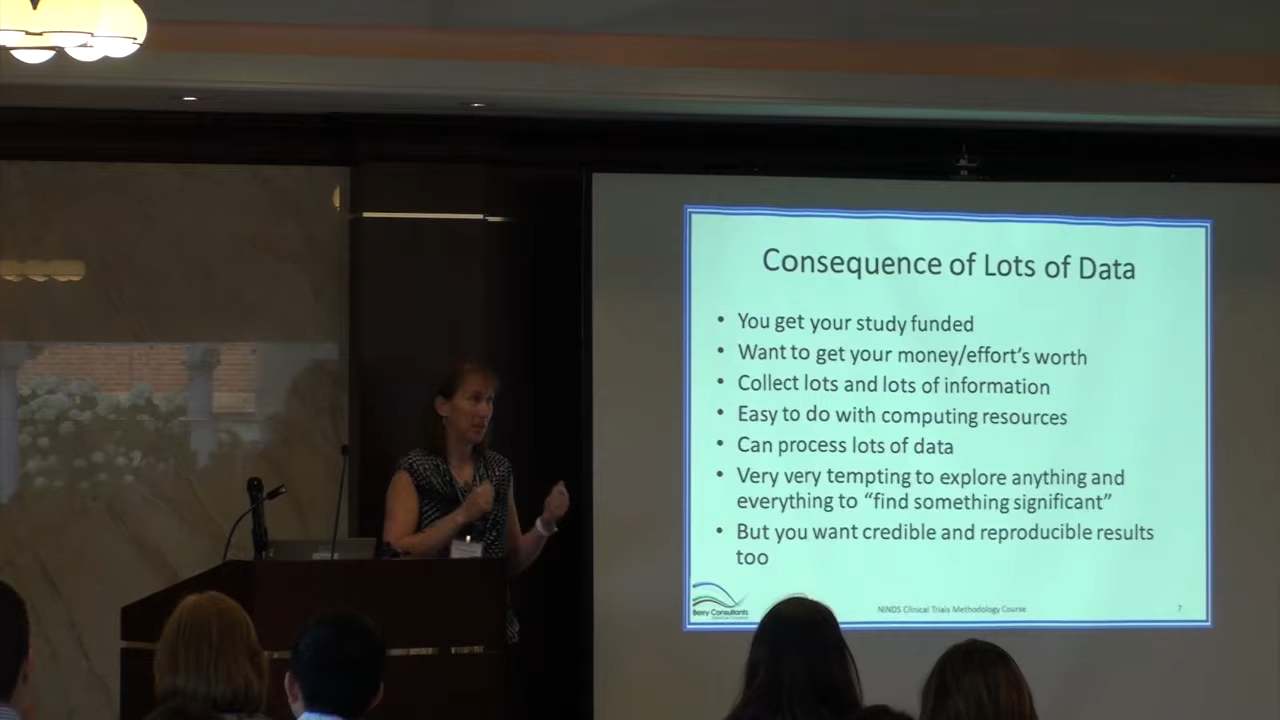 Consequence of Lots of Data
• You get your study funded
• Want to get your money/effort's worth
• Collect lots and lots of information
• Easy to do with computing resources
• Can process lots of data
• Very very tempting to explore anything and
everything to “find something significant”
• But you want credible and reproducible results
too
Berry Consultants
NINDS Clinical Trials Methodology Course
7